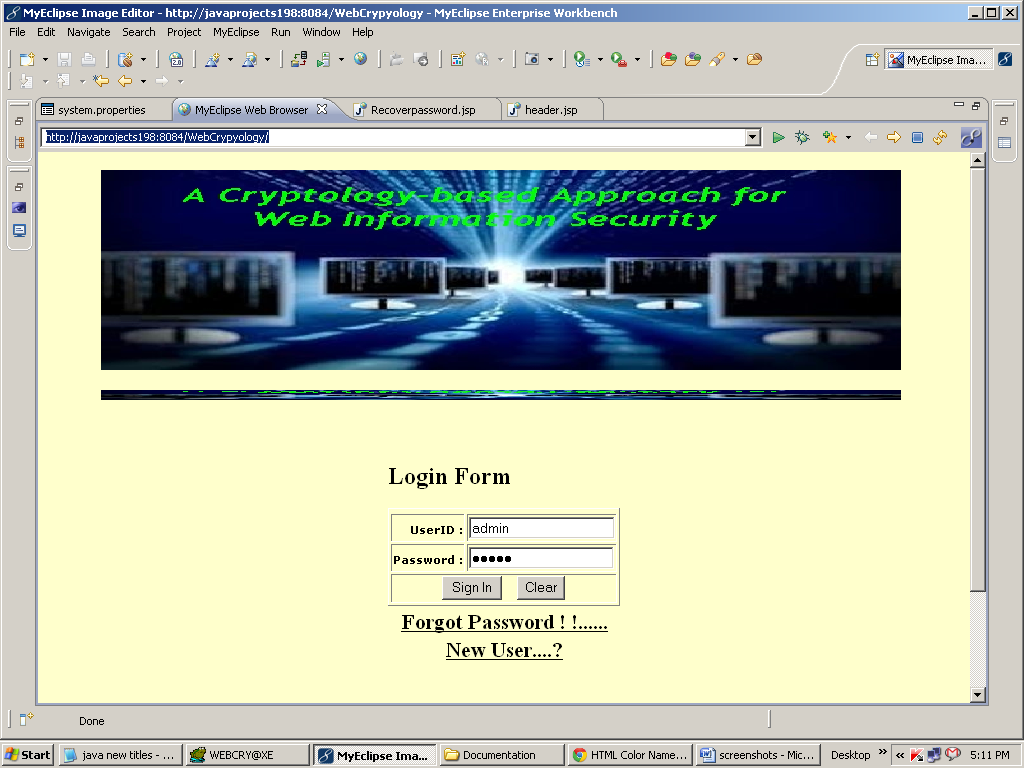 MyEclipse Image Editor - http://javaprojects198:8084/WebCrypyology - MyEclipse Enterprise Workbench
File Edit Navigate Search Project MyEclipse Run Window Help
MyEclipse Ima...
system.properties MyEclipse Web Browser Recoverpassword.jsp header.jsp
http://javaprojects198:8084/WebCrypyology/
A Cryptology-based Approach for
Web Information Security
Login Form
UserID : admin
Password : •••••
Sign In Clear
Forgot Password ! !......
New User....?
Done
Start java new titles - ... WEBCRY@XE MyEclipse Ima... Documentation HTML Color Name... screenshots - Mic... Desktop » « 5:11 PM